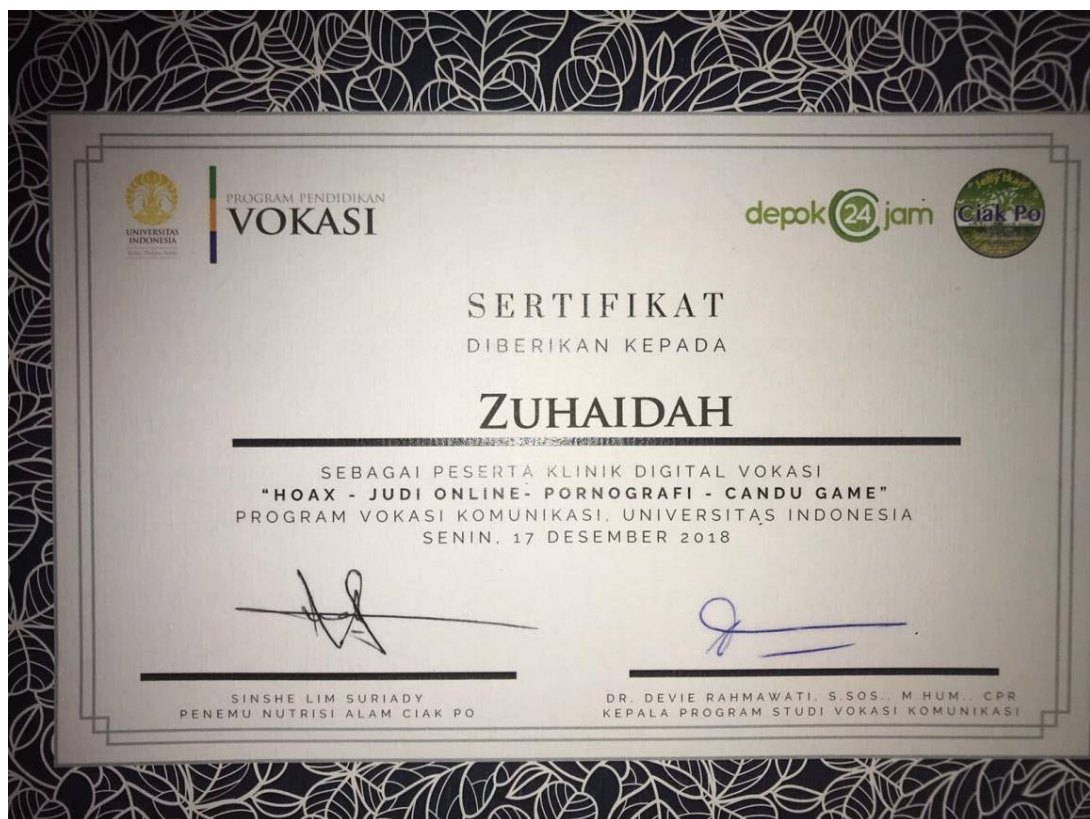 UNIVERSITAS
INDONESIA
PROGRAM PENDIDIKAN
VOKASI
depok 24 jam
Ciak Po
SERTIFIKAT
DIBERIKAN KEPADA
ZUHAIDAH
SEBAGAI PESERTA KLINIK DIGITAL VOKASI
"HOAX - JUDI ONLINE- PORNOGRAFI - CANDU GAME"
PROGRAM VOKASI KOMUNIKASI, UNIVERSITAS INDONESIA
SENIN, 17 DESEMBER 2018
SINSHE LIM SURIADY
PENEMU NUTRISI ALAM CIAK PO
DR. DEVIE RAHMAWATI, S.SOS., M.HUM., CPR
KEPALA PROGRAM STUDI VOKASI KOMUNIKASI